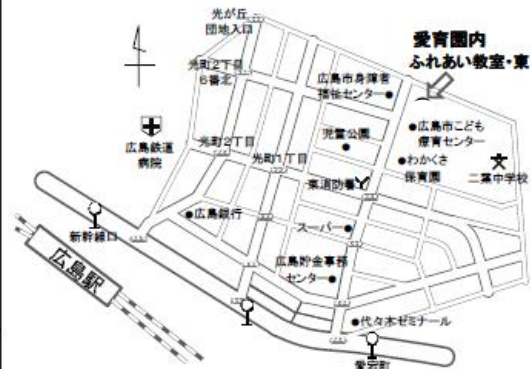 光が丘
団地入口
愛育園内
ふれあい教室・東
光町2丁目
6番北
広島市身障者
福祉センター
広島市こども
療育センター
児童公園
広島鉄道
病院
光町2丁目
光町1丁目
わかくさ
保育園
二葉中学校
東消防署
広島銀行
スーパー
新幹線口
広島駅
広島貯金事務
センター
代々木ゼミナール
愛宕町